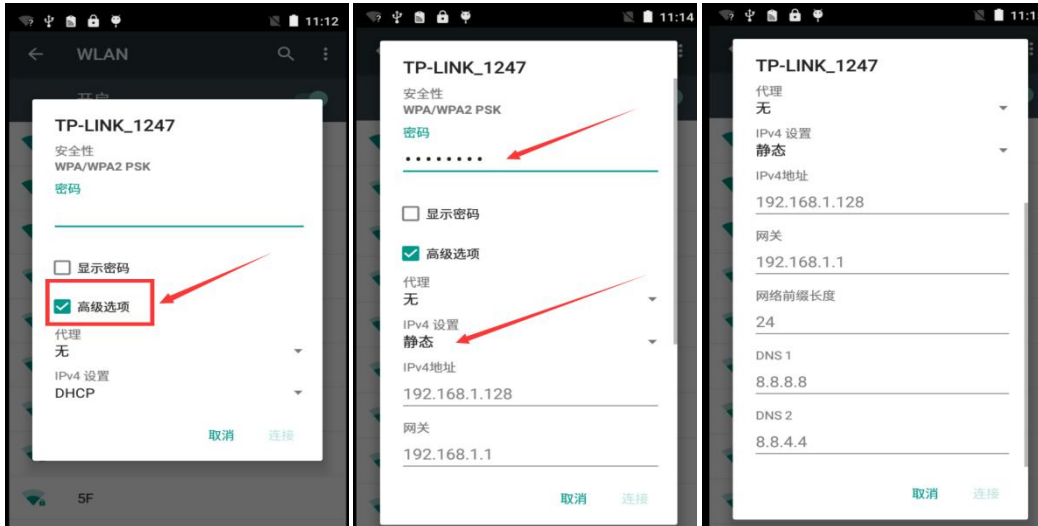 11:12
WLAN
开启
TP-LINK_1247
安全性
WPA/WPA2 PSK
密码
显示密码
高级选项
代理
无
IPv4 设置
DHCP
取消
连接
5F
11:14
TP-LINK_1247
安全性
WPA/WPA2 PSK
密码
••••••••
显示密码
高级选项
代理
无
IPv4 设置
静态
IPv4地址
192.168.1.128
网关
192.168.1.1
取消
连接
TP-LINK_1247
代理
无
IPv4 设置
静态
IPv4地址
192.168.1.128
网关
192.168.1.1
网络前缀长度
24
DNS 1
8.8.8.8
DNS 2
8.8.4.4
取消
连接